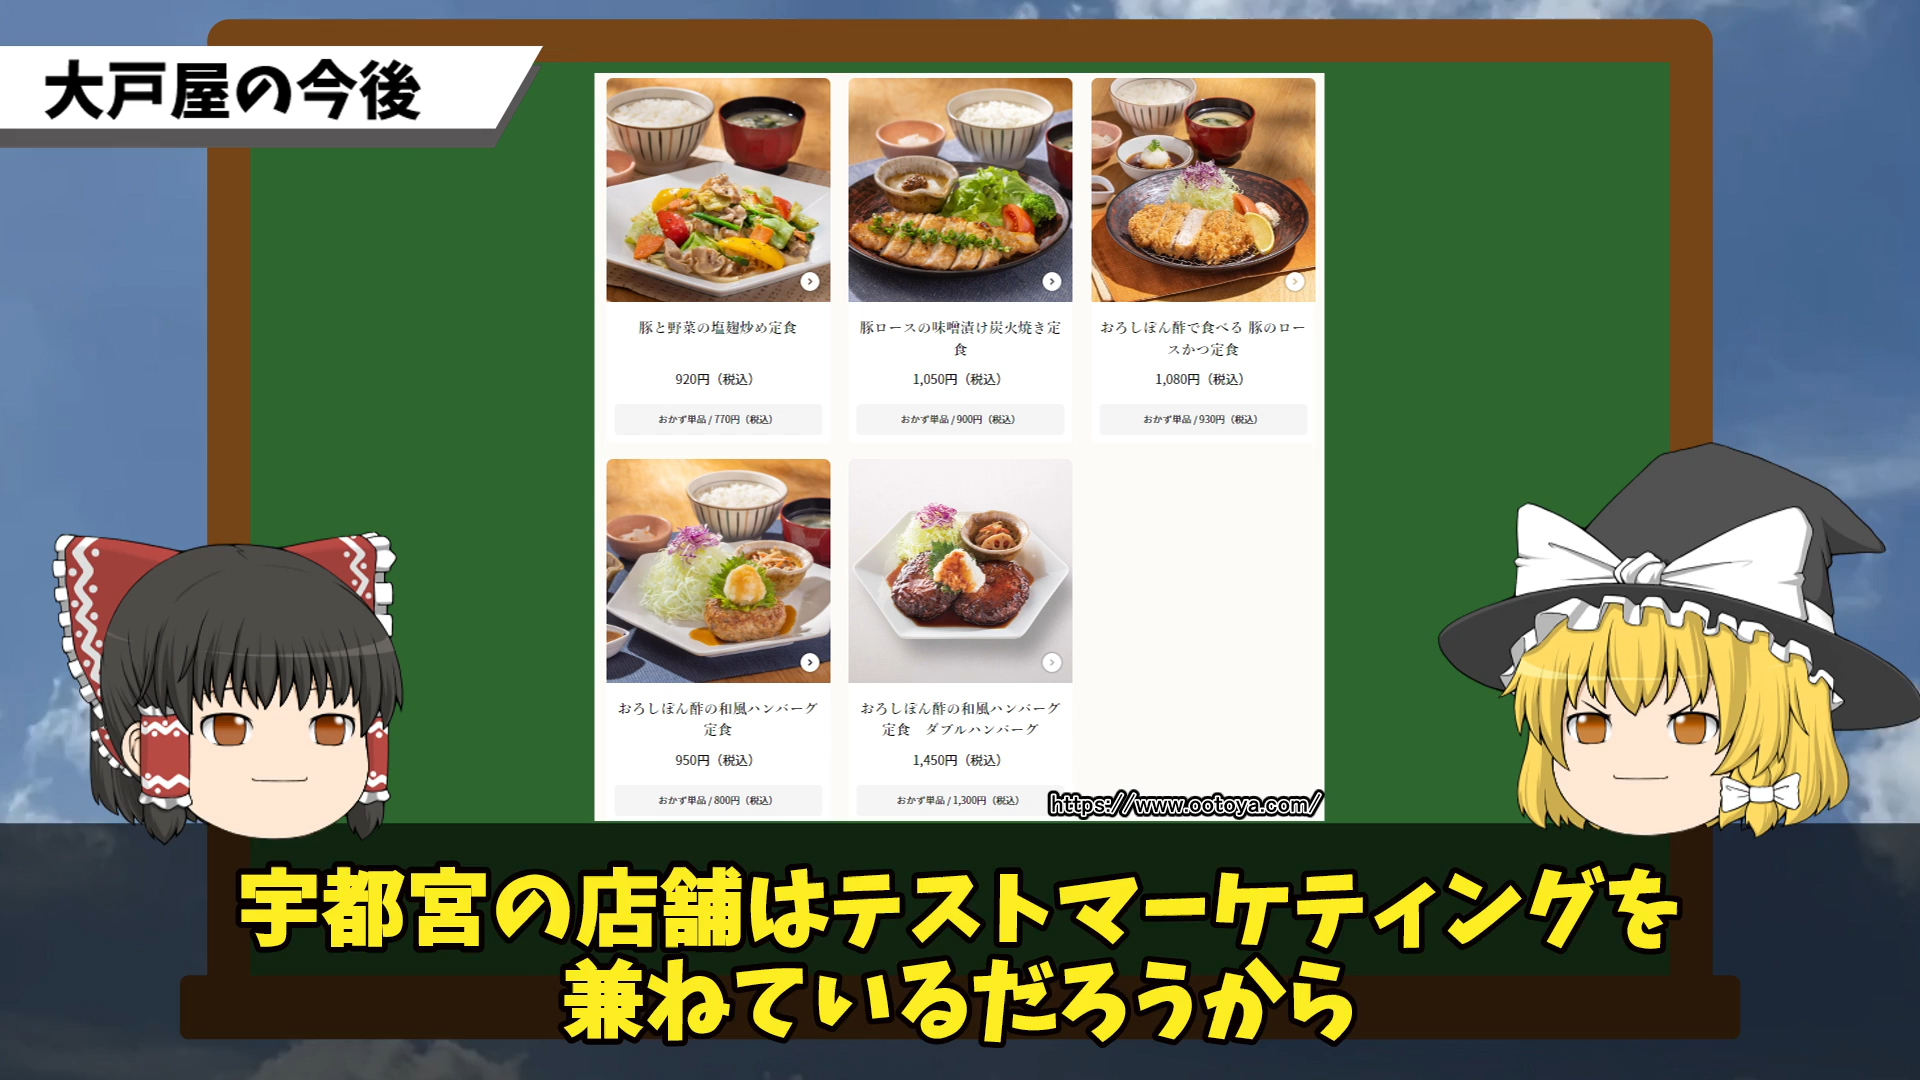 大戸屋の今後
豚と野菜の塩麹炒め定食
920円（税込）
おかず単品 / 770円（税込）
豚ロースの味噌漬け炭火焼き定
食
1,050円（税込）
おかず単品 / 900円（税込）
おろしぽん酢で食べる 豚のロー
スかつ定食
1,080円（税込）
おかず単品 / 930円（税込）
おろしぽん酢の和風ハンバーグ
定食
950円（税込）
おかず単品 / 800円（税込）
おろしぽん酢の和風ハンバーグ
定食　ダブルハンバーグ
1,450円（税込）
おかず単品 / 1,300円（税込）
https://www.ootoya.com/
宇都宮の店舗はテストマーケティングを
兼ねているだろうから